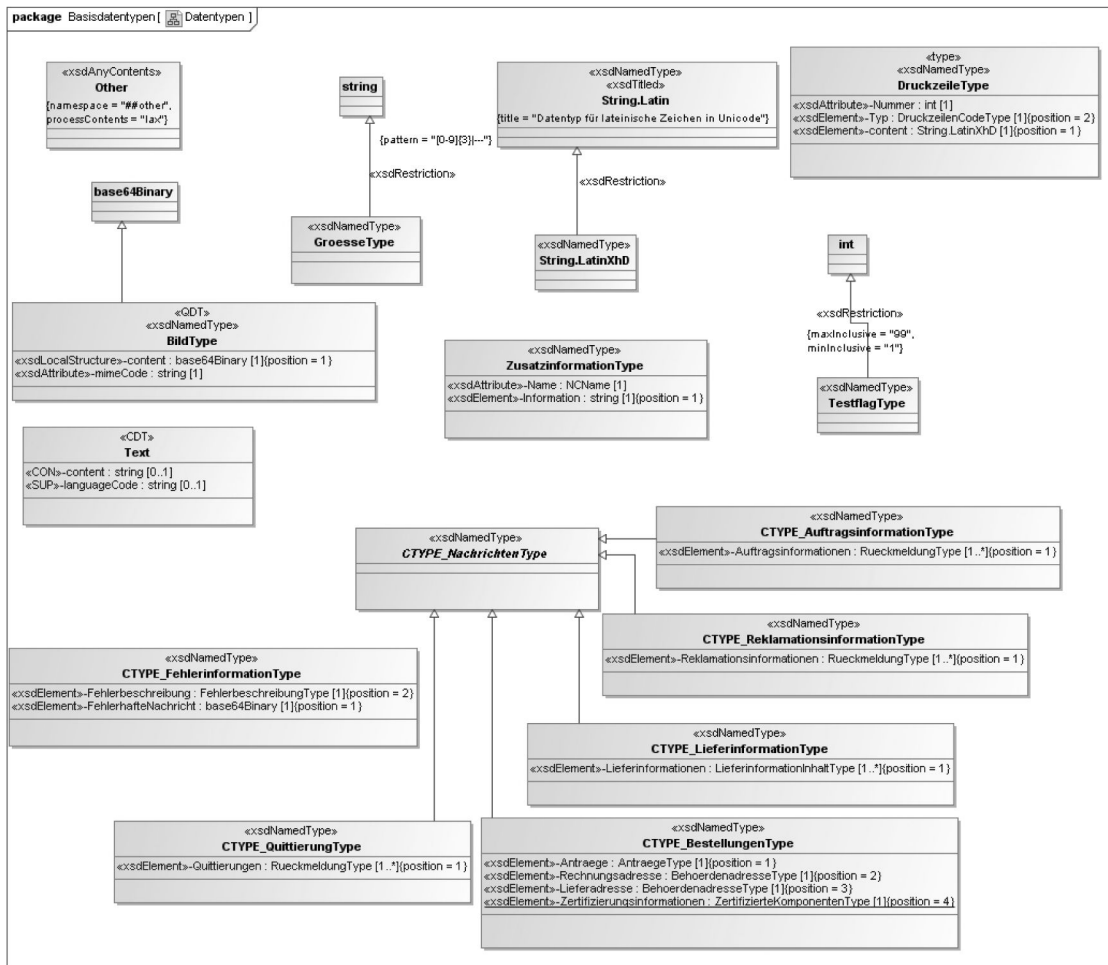 package Basisdatentypen [ Datentypen ]
«xsdAnyContents»
Other
{namespace = "##other",
processContents = "lax"}
string
{pattern = "[0-9]{3}|---"}
«xsdRestriction»
«xsdNamedType»
GroesseType
«xsdNamedType»
«xsdTitled»
String.Latin
{title = "Datentyp für lateinische Zeichen in Unicode"}
«xsdRestriction»
«xsdNamedType»
String.LatinXhD
«type»
«xsdNamedType»
DruckzeileType
«xsdAttribute»-Nummer : int [1]
«xsdElement»-Typ : DruckzeilenCodeType [1]{position = 2}
«xsdElement»-content : String.LatinXhD [1]{position = 1}
base64Binary
«QDT»
«xsdNamedType»
BildType
«xsdLocalStructure»-content : base64Binary [1]{position = 1}
«xsdAttribute»-mimeCode : string [1]
int
«xsdRestriction»
{maxInclusive = "99",
minInclusive = "1"}
«xsdNamedType»
TestflagType
«xsdNamedType»
ZusatzinformationType
«xsdAttribute»-Name : NCName [1]
«xsdElement»-Information : string [1]{position = 1}
«CDT»
Text
«CON»-content : string [0..1]
«SUP»-languageCode : string [0..1]
«xsdNamedType»
CTYPE_NachrichtenType
«xsdNamedType»
CTYPE_AuftragsinformationType
«xsdElement»-Auftragsinformationen : RueckmeldungType [1..*]{position = 1}
«xsdNamedType»
CTYPE_ReklamationsinformationType
«xsdElement»-Reklamationsinformationen : RueckmeldungType [1..*]{position = 1}
«xsdNamedType»
CTYPE_FehlerinformationType
«xsdElement»-Fehlerbeschreibung : FehlerbeschreibungType [1]{position = 2}
«xsdElement»-FehlerhafteNachricht : base64Binary [1]{position = 1}
«xsdNamedType»
CTYPE_LieferinformationType
«xsdElement»-Lieferinformationen : LieferinformationInhaltType [1..*]{position = 1}
«xsdNamedType»
CTYPE_QuittierungType
«xsdElement»-Quittierungen : RueckmeldungType [1..*]{position = 1}
«xsdNamedType»
CTYPE_BestellungenType
«xsdElement»-Antraege : AntraegeType [1]{position = 1}
«xsdElement»-Rechnungsadresse : BehoerdenadresseType [1]{position = 2}
«xsdElement»-Lieferadresse : BehoerdenadresseType [1]{position = 3}
«xsdElement»-Zertifizierungsinformationen : ZertifizierteKomponentenType [1]{position = 4}